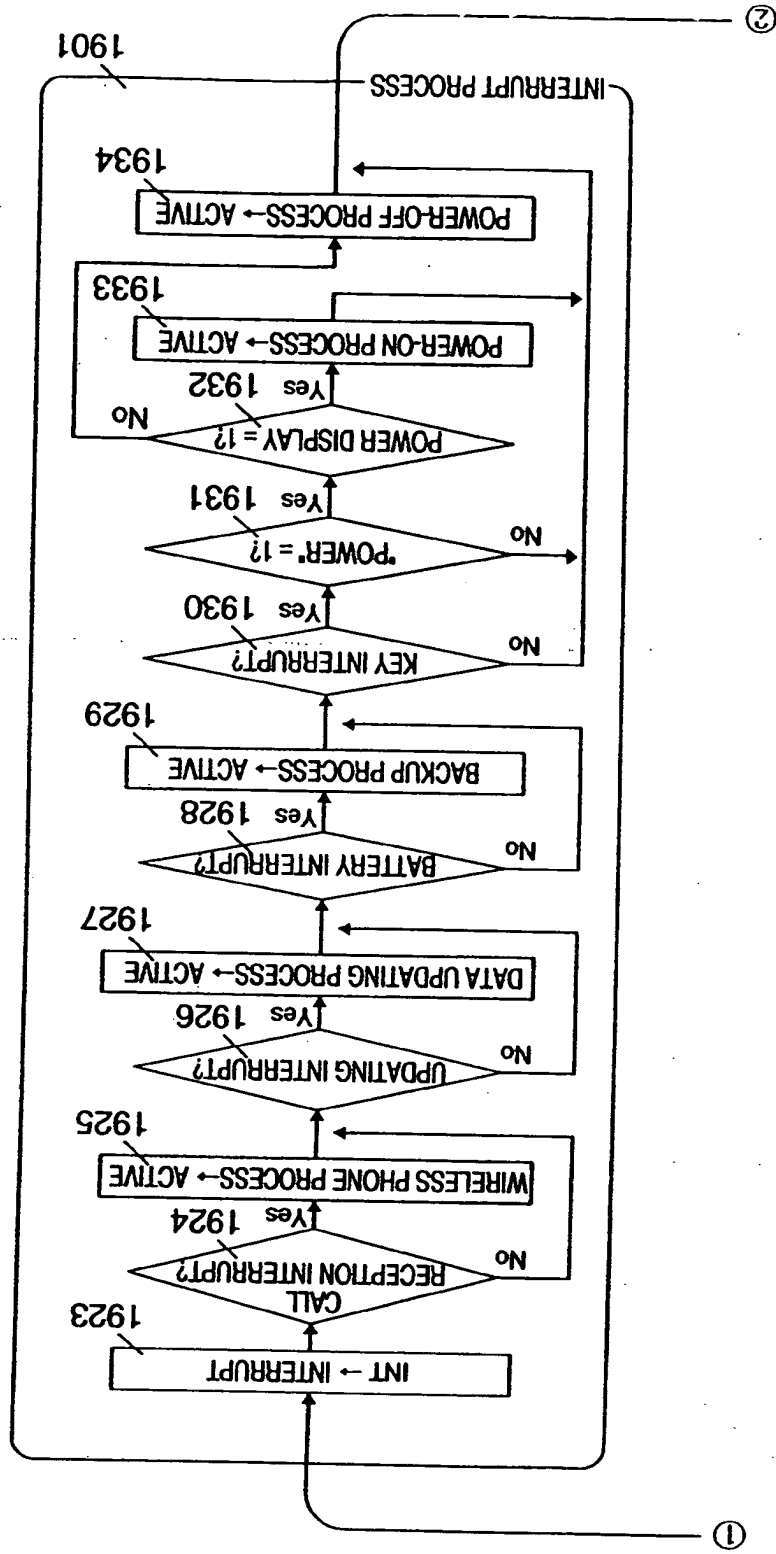 ①
INTERRUPT PROCESS
1901
INT ← INTERRUPT
1923
CALL
RECEPTION INTERRUPT?
1924
No
Yes
WIRELESS PHONE PROCESS ← ACTIVE
1925
UPDATING INTERRUPT?
1926
No
Yes
DATA UPDATING PROCESS ← ACTIVE
1927
BATTERY INTERRUPT?
1928
No
Yes
BACKUP PROCESS ← ACTIVE
1929
KEY INTERRUPT?
1930
No
Yes
"POWER" = 1?
1931
No
Yes
POWER DISPLAY = 1?
1932
No
Yes
POWER-ON PROCESS ← ACTIVE
1933
POWER-OFF PROCESS ← ACTIVE
1934
②